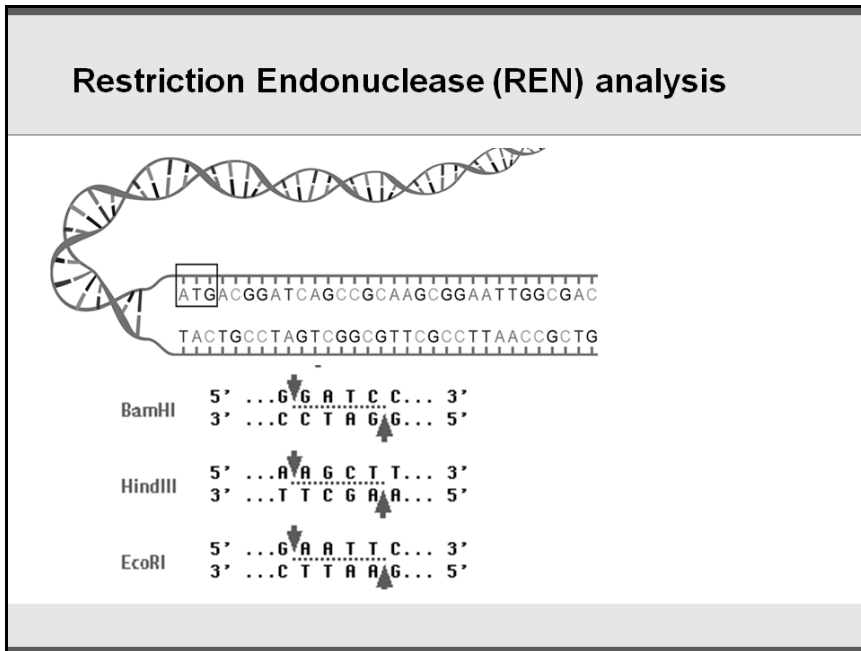 Restriction Endonuclease (REN) analysis
ATGACGGATCAGCCGCAAGCGGAATTGGCGAC
TACTGCCTAGTCGGCGTTCGCCTTAACCGCTG
BamHI
5’ ...G G A T C C... 3’
3’ ...C C T A G G... 5’
HindIII
5’ ...A A G C T T... 3’
3’ ...T T C G A A... 5’
EcoRI
5’ ...G A A T T C... 3’
3’ ...C T T A A G... 5’